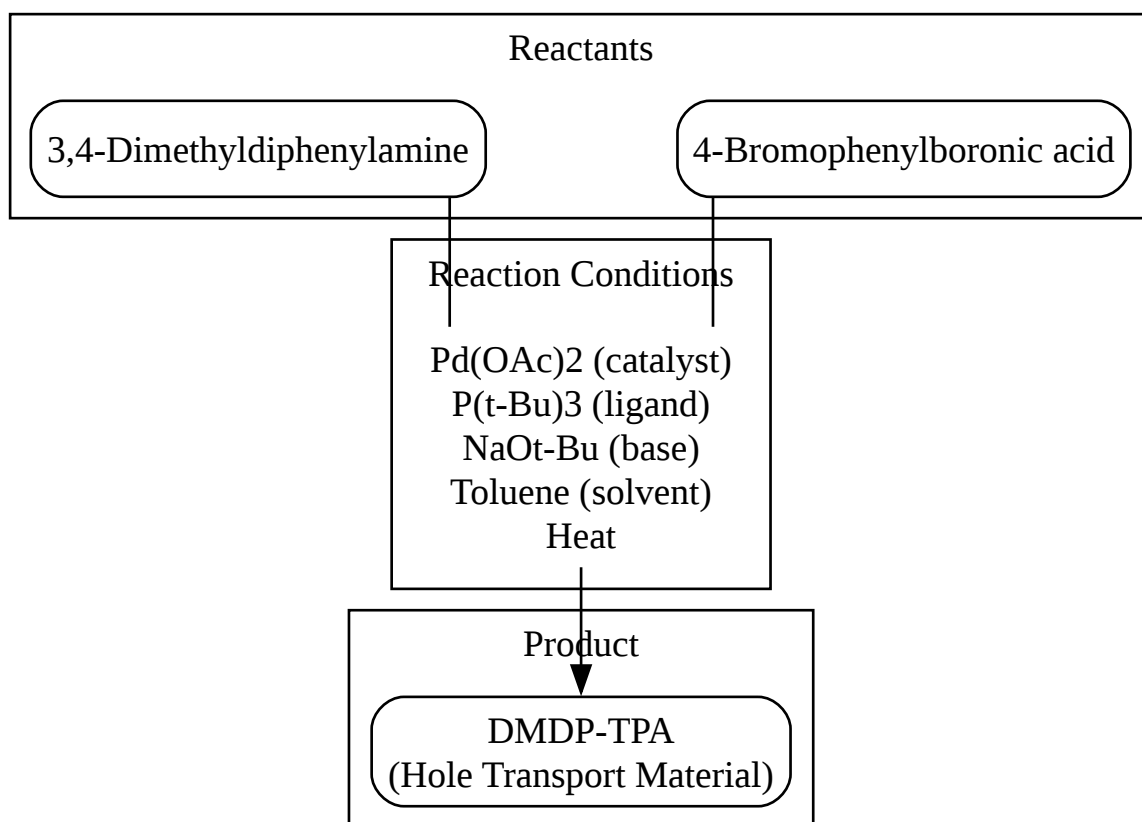 Reactants
3,4-Dimethyldiphenylamine
4-Bromophenylboronic acid
Reaction Conditions
Pd(OAc)2 (catalyst)
P(t-Bu)3 (ligand)
NaOt-Bu (base)
Toluene (solvent)
Heat
Product
DMDP-TPA
(Hole Transport Material)